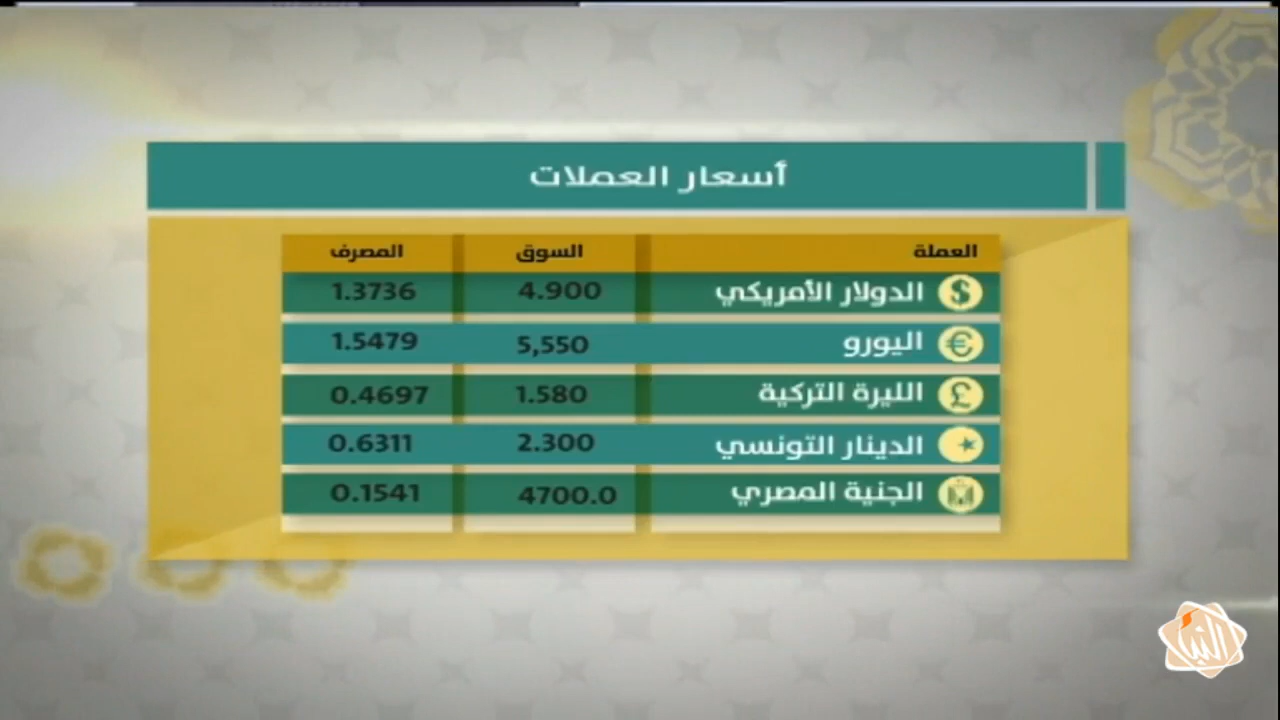 أسعار العملات
العملة السوق المصرف
الدولار الأمريكي 4.900 1.3736
اليورو 5,550 1.5479
الليرة التركية 1.580 0.4697
الدينار التونسي 2.300 0.6311
الجنية المصري 4700.0 0.1541
النبأ